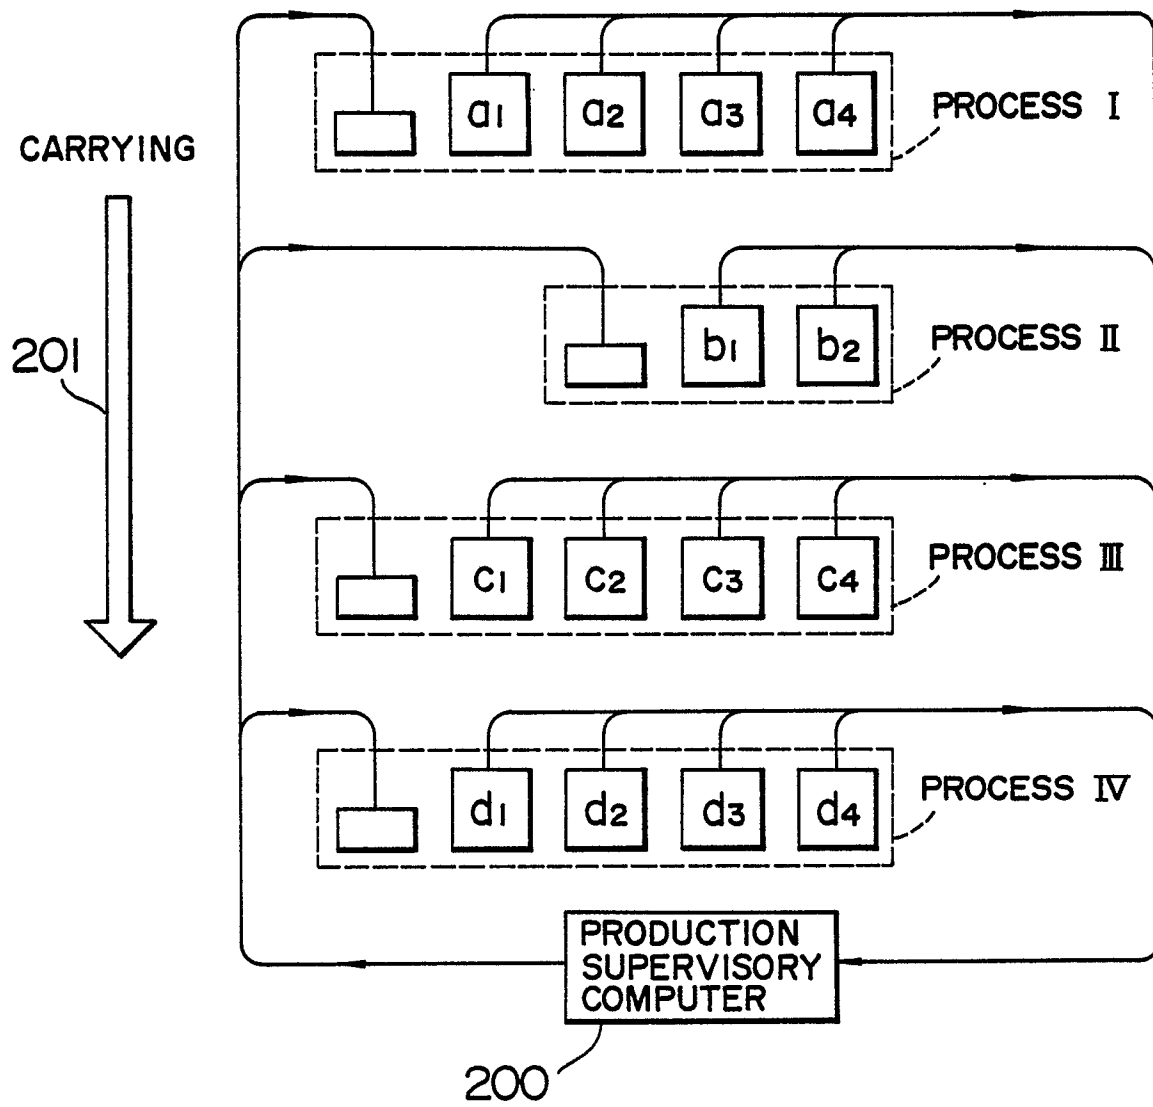 a1 a2 a3 a4
PROCESS I
CARRYING
b1 b2
PROCESS II
201
c1 c2 c3 c4
PROCESS III
d1 d2 d3 d4
PROCESS IV
PRODUCTION
SUPERVISORY
COMPUTER
200